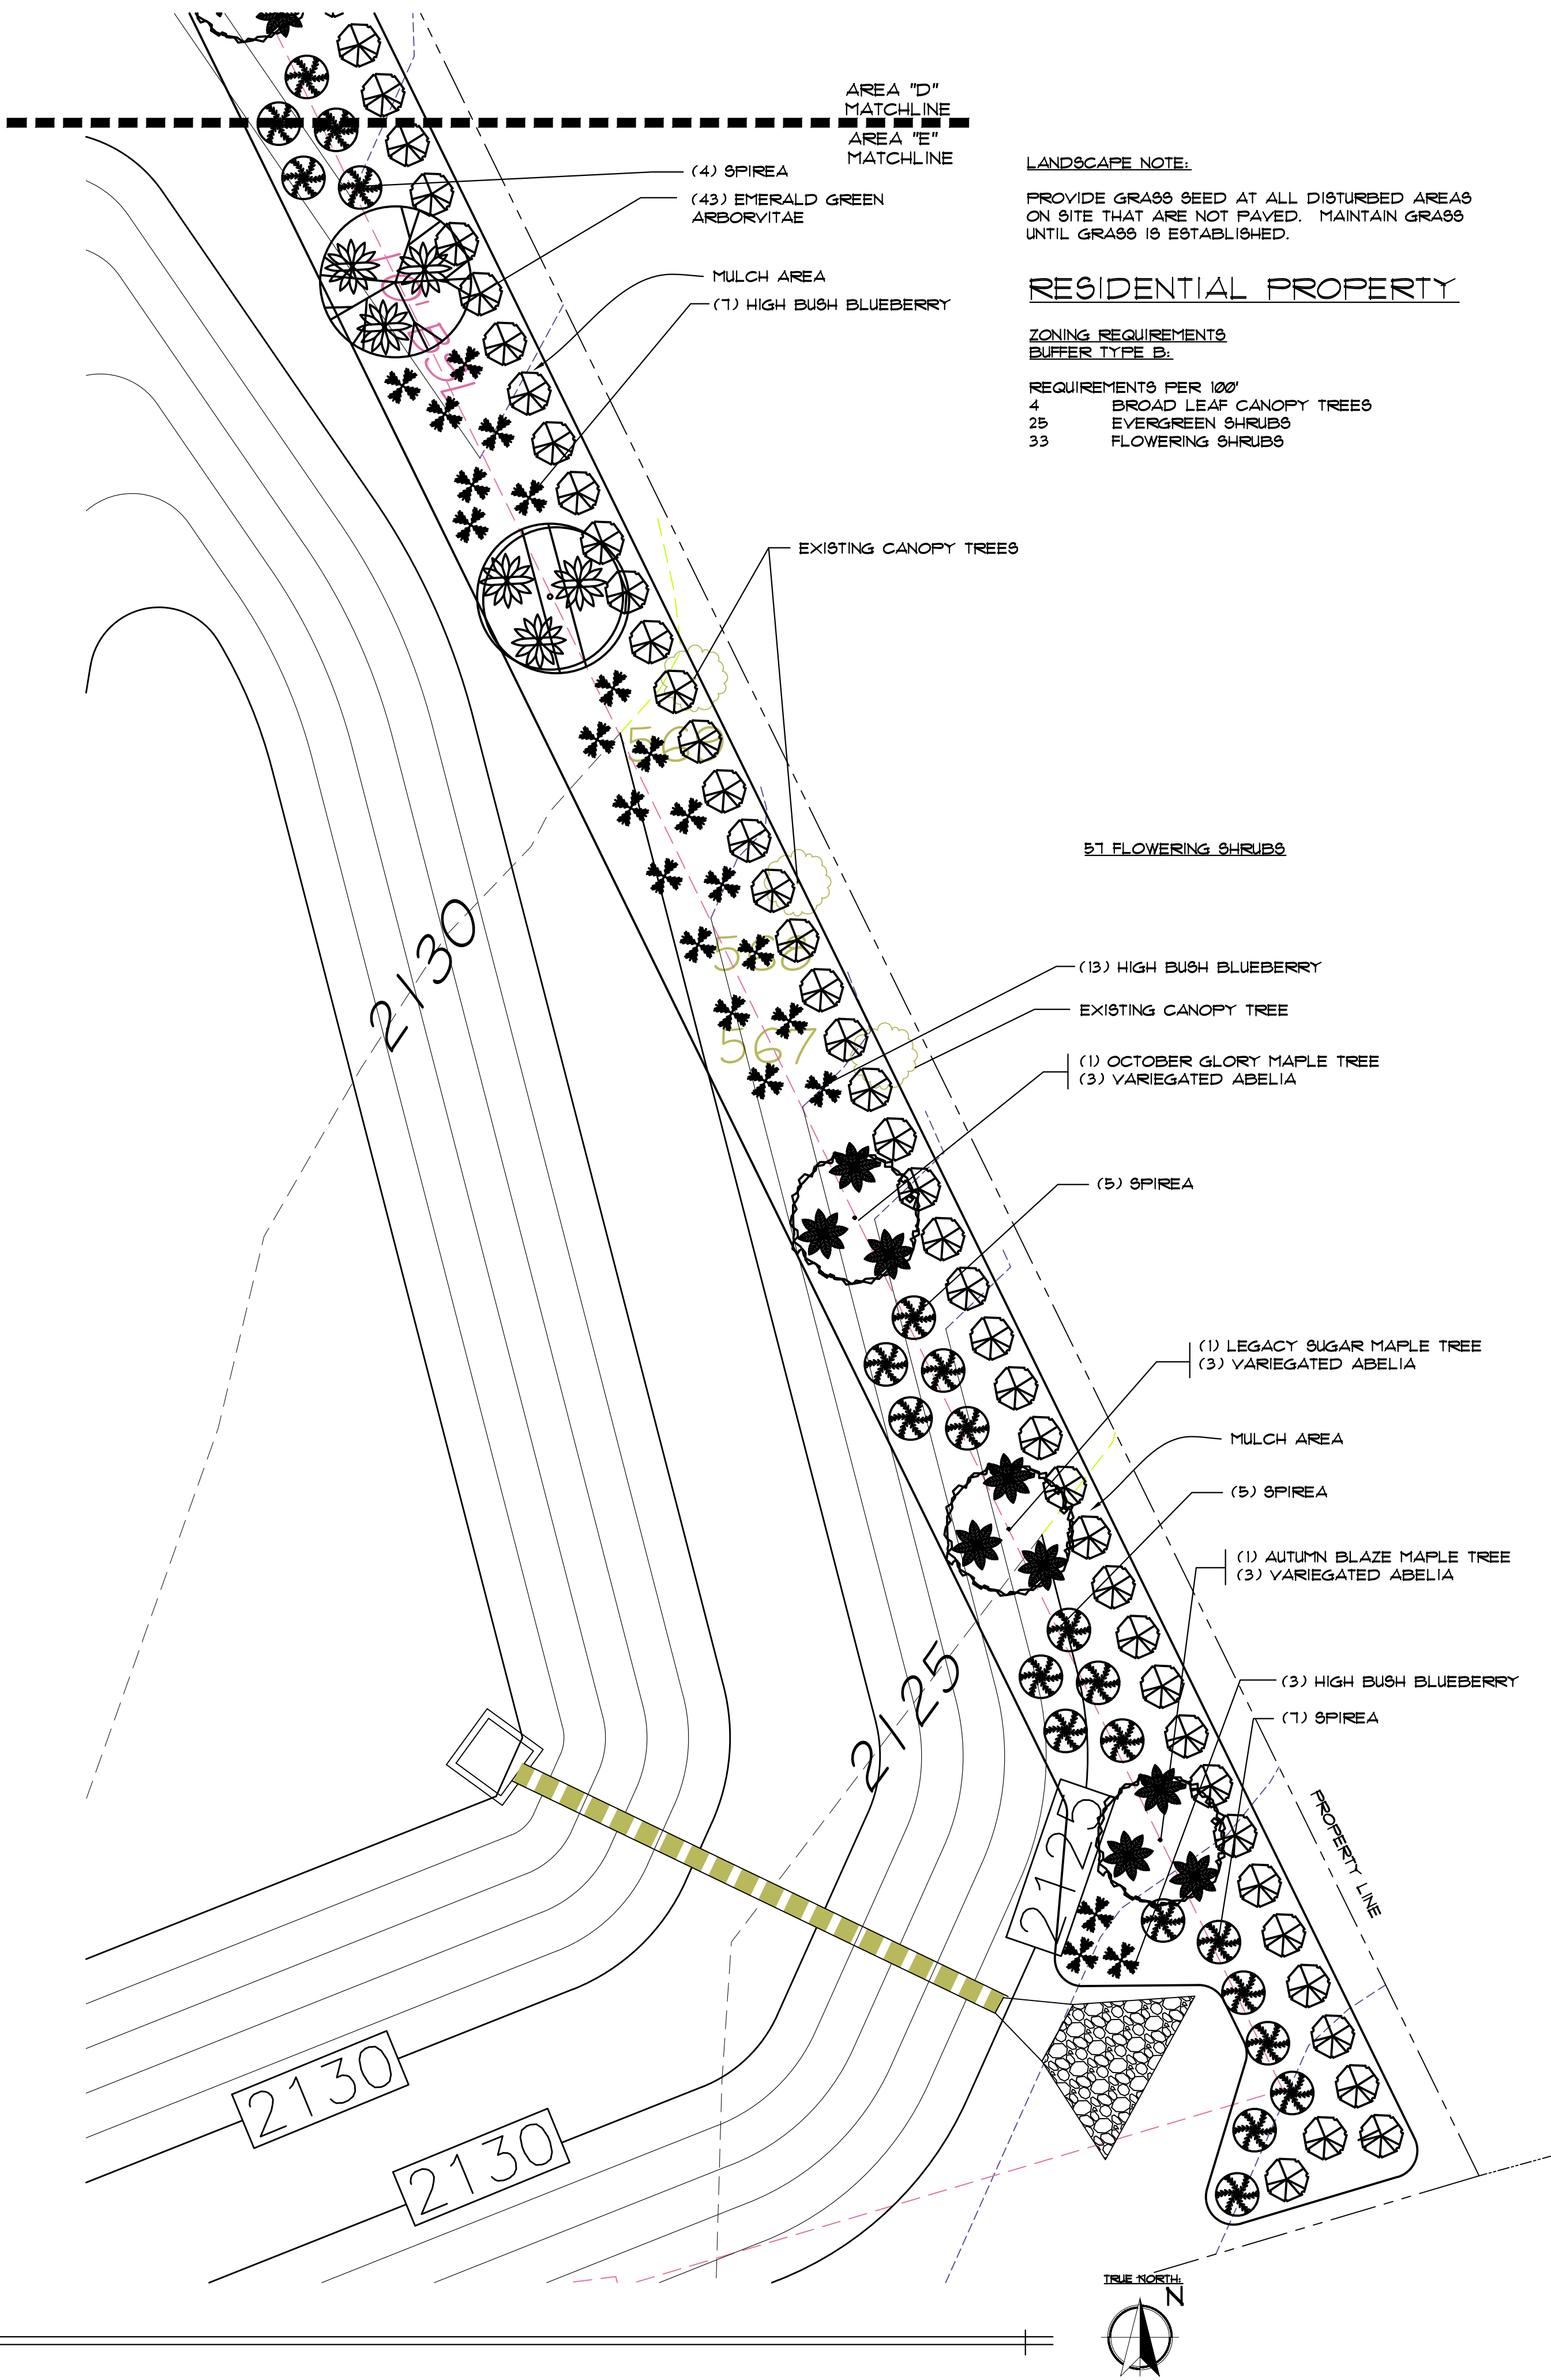 AREA "D"
MATCHLINE
AREA "E"
MATCHLINE
LANDSCAPE NOTE:
PROVIDE GRASS SEED AT ALL DISTURBED AREAS
ON SITE THAT ARE NOT PAVED. MAINTAIN GRASS
UNTIL GRASS IS ESTABLISHED.
RESIDENTIAL PROPERTY
ZONING REQUIREMENTS
BUFFER TYPE B:
REQUIREMENTS PER 100'
4 BROAD LEAF CANOPY TREES
25 EVERGREEN SHRUBS
33 FLOWERING SHRUBS
(4) SPIREA
(43) EMERALD GREEN
ARBORVITAE
MULCH AREA
(7) HIGH BUSH BLUEBERRY
10' BSL
EXISTING CANOPY TREES
569
57 FLOWERING SHRUBS
2130
568
(13) HIGH BUSH BLUEBERRY
EXISTING CANOPY TREE
567
(1) OCTOBER GLORY MAPLE TREE
(3) VARIEGATED ABELIA
(5) SPIREA
(1) LEGACY SUGAR MAPLE TREE
(3) VARIEGATED ABELIA
MULCH AREA
(5) SPIREA
(1) AUTUMN BLAZE MAPLE TREE
(3) VARIEGATED ABELIA
2125
(3) HIGH BUSH BLUEBERRY
(7) SPIREA
2125
PROPERTY LINE
2130
2130
TRUE NORTH:
N